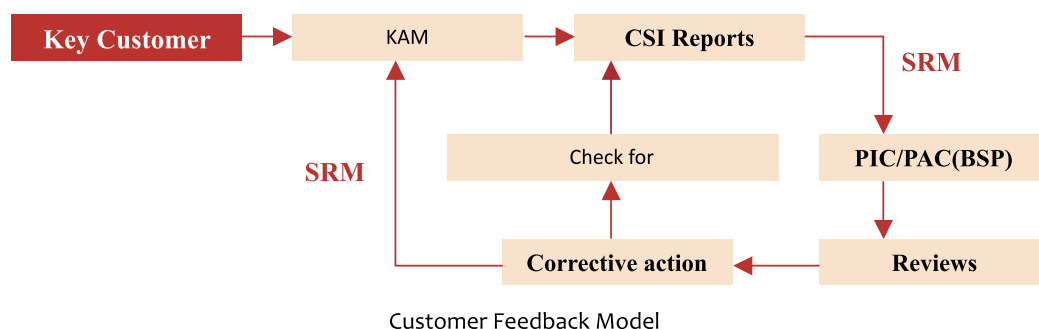 Key Customer
KAM
CSI Reports
SRM
Check for
PIC/PAC(BSP)
SRM
Corrective action
Reviews
Customer Feedback Model